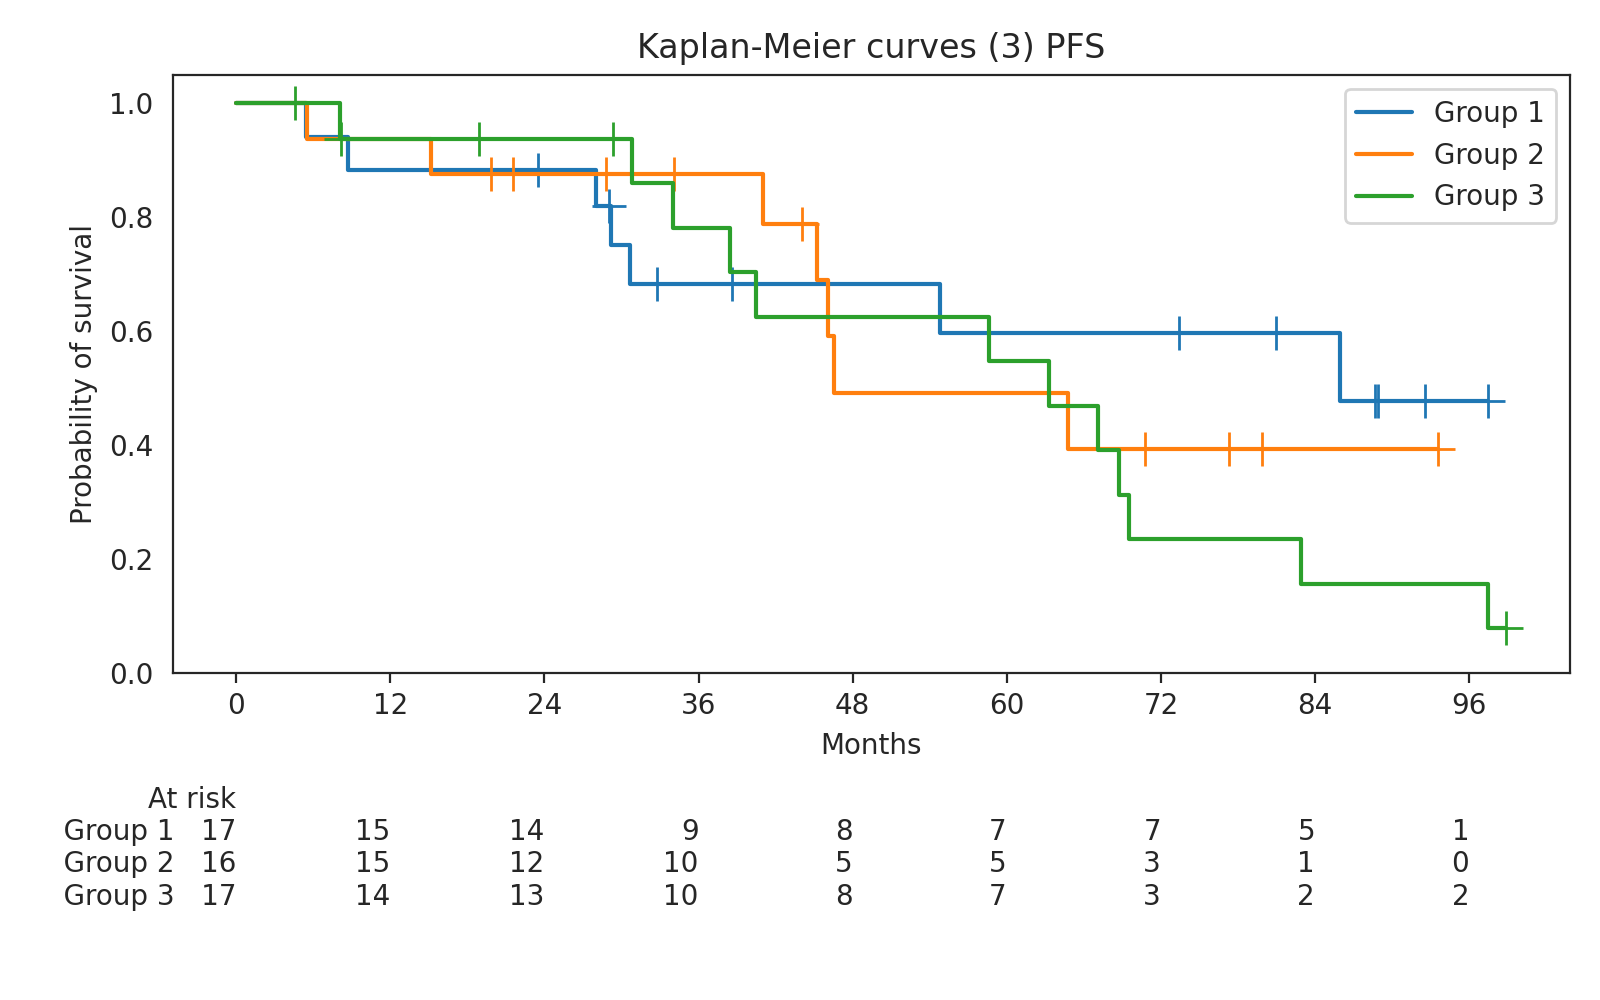 Kaplan-Meier curves (3) PFS
1.0
0.8
0.6
0.4
0.2
0.0
Probability of survival
Group 1
Group 2
Group 3
0 12 24 36 48 60 72 84 96
Months
At risk
Group 1 17 15 14 9 8 7 7 5 1
Group 2 16 15 12 10 5 5 3 1 0
Group 3 17 14 13 10 8 7 3 2 2